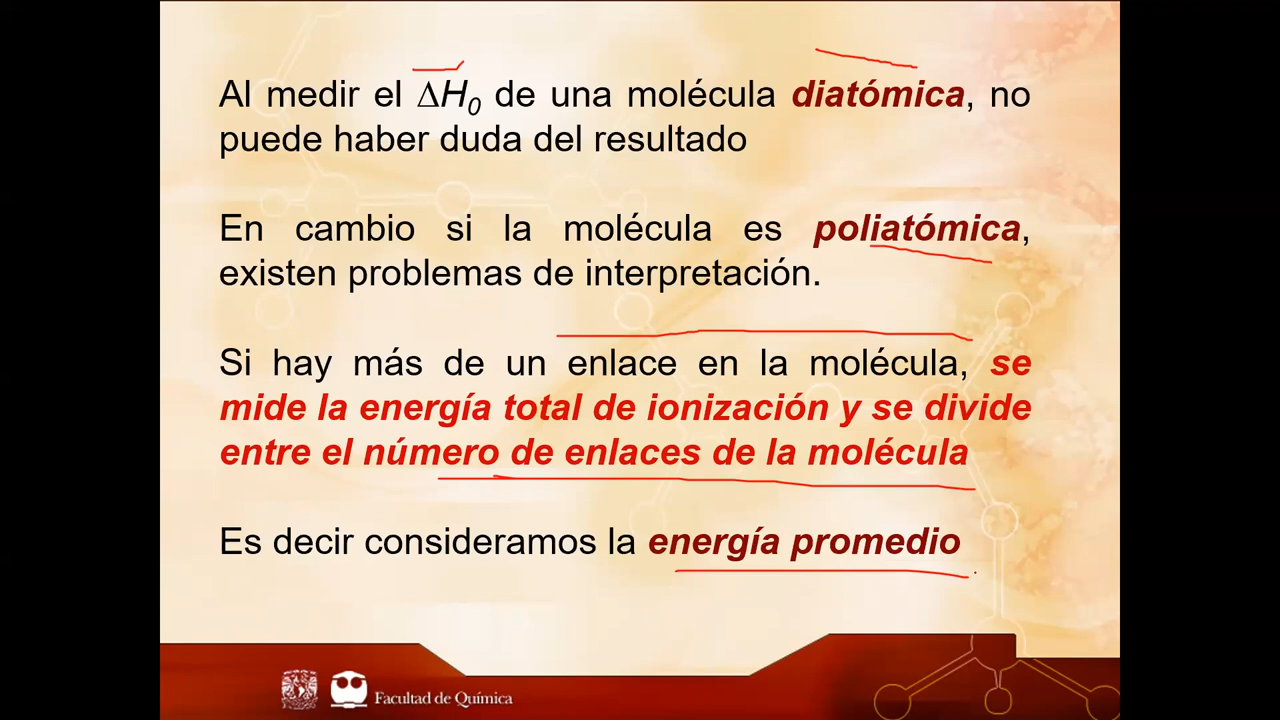 Al medir el ΔH0 de una molécula diatómica, no
puede haber duda del resultado
En cambio si la molécula es poliatómica,
existen problemas de interpretación.
Si hay más de un enlace en la molécula, se
mide la energía total de ionización y se divide
entre el número de enlaces de la molécula
Es decir consideramos la energía promedio
Facultad de Química